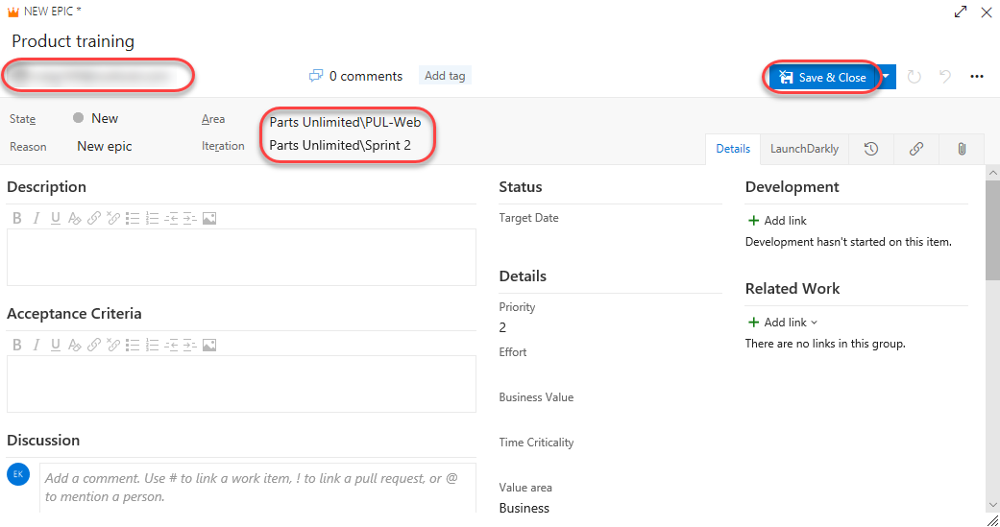 NEW EPIC *
Product training
0 comments
Add tag
Save & Close
State
New
Area
Parts Unlimited\PUL-Web
Reason
New epic
Iteration
Parts Unlimited\Sprint 2
Details
LaunchDarkly
Description
B I U
Acceptance Criteria
B I U
Discussion
EK
Add a comment. Use # to link a work item, ! to link a pull request, or @
to mention a person.
Status
Target Date
Details
Priority
2
Effort
Business Value
Time Criticality
Value area
Business
Development
Add link
Development hasn't started on this item.
Related Work
Add link
There are no links in this group.